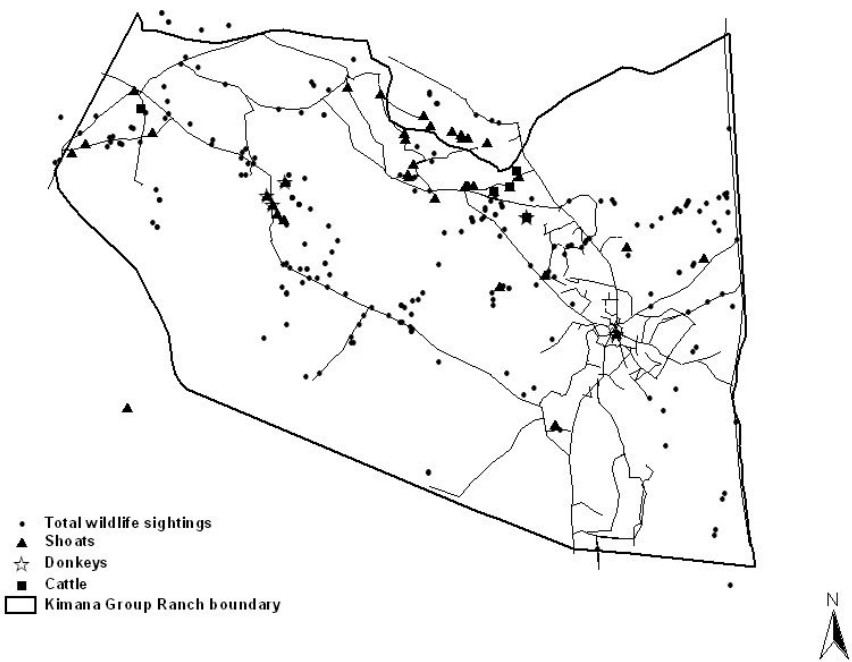 Total wildlife sightings
Shoats
Donkeys
Cattle
Kimana Group Ranch boundary
N